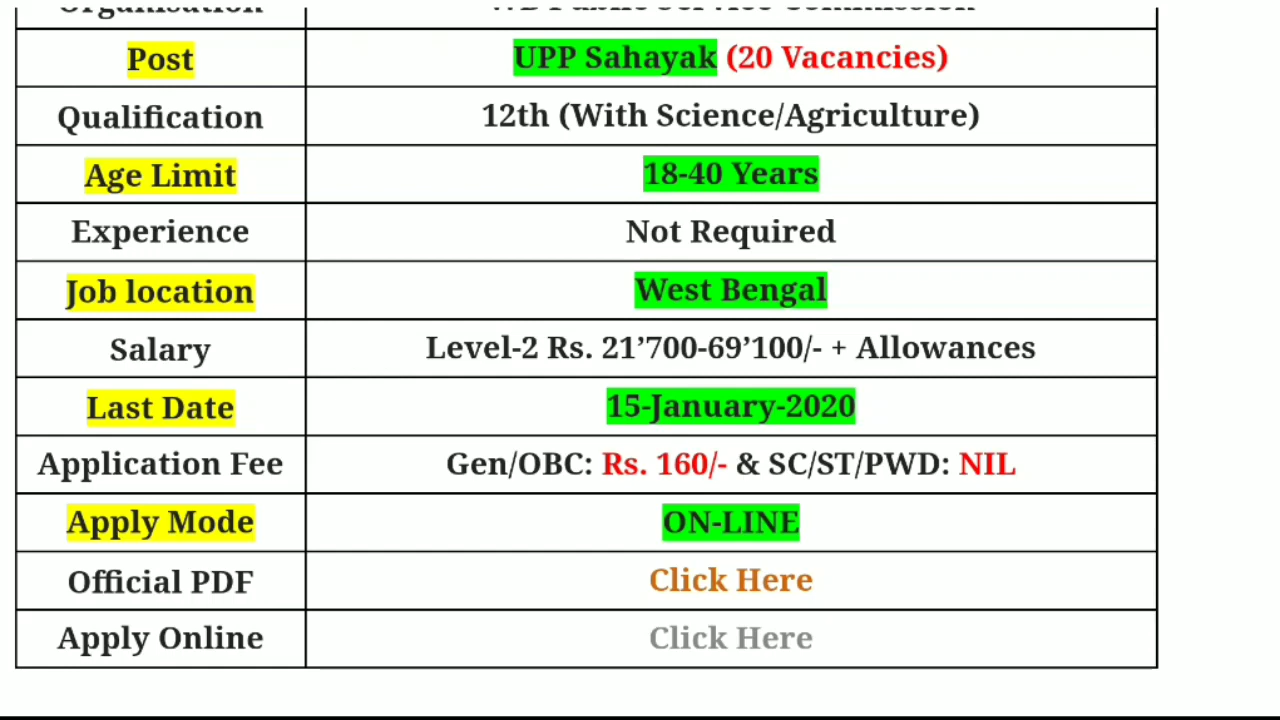 Post UPP Sahayak (20 Vacancies)
Qualification 12th (With Science/Agriculture)
Age Limit 18-40 Years
Experience Not Required
Job location West Bengal
Salary Level-2 Rs. 21’700-69’100/- + Allowances
Last Date 15-January-2020
Application Fee Gen/OBC: Rs. 160/- & SC/ST/PWD: NIL
Apply Mode ON-LINE
Official PDF Click Here
Apply Online Click Here